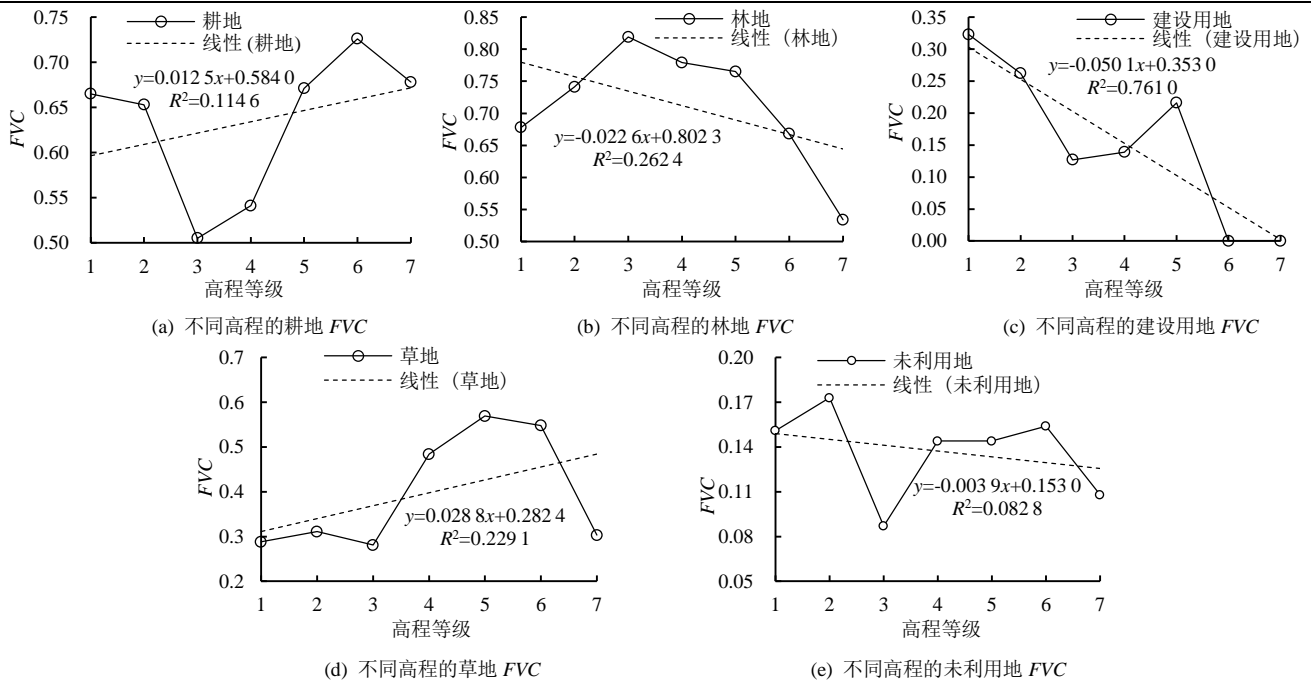 耕地
线性 (耕地)
y=0.012 5x+0.584 0
R²=0.114 6
0.75
0.70
0.65
0.60
0.55
0.50
FVC
1 2 3 4 5 6 7
高程等级
(a) 不同高程的耕地 FVC
林地
线性（林地）
y=-0.022 6x+0.802 3
R²=0.262 4
0.85
0.80
0.75
0.70
0.65
0.60
0.55
0.50
FVC
1 2 3 4 5 6 7
高程等级
(b) 不同高程的林地 FVC
建设用地
线性（建设用地）
y=-0.050 1x+0.353 0
R²=0.761 0
0.35
0.30
0.25
0.20
0.15
0.10
0.05
0.00
FVC
1 2 3 4 5 6 7
高程等级
(c) 不同高程的建设用地 FVC
草地
线性（草地）
y=0.028 8x+0.282 4
R²=0.229 1
0.7
0.6
0.5
0.4
0.3
0.2
FVC
1 2 3 4 5 6 7
高程等级
(d) 不同高程的草地 FVC
未利用地
线性（未利用地）
y=-0.003 9x+0.153 0
R²=0.082 8
0.20
0.17
0.14
0.11
0.08
0.05
FVC
1 2 3 4 5 6 7
高程等级
(e) 不同高程的未利用地 FVC